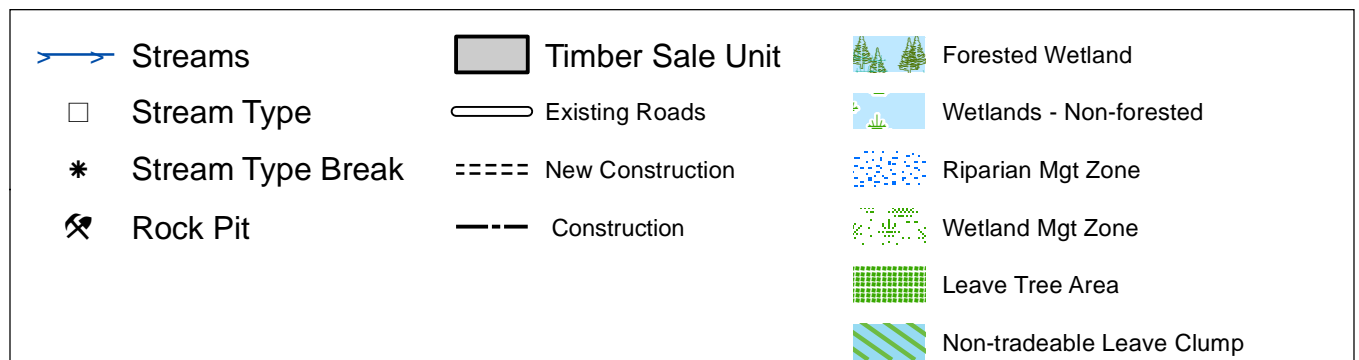 Streams
Stream Type
Stream Type Break
Rock Pit
Timber Sale Unit
Existing Roads
New Construction
Construction
Forested Wetland
Wetlands - Non-forested
Riparian Mgt Zone
Wetland Mgt Zone
Leave Tree Area
Non-tradeable Leave Clump